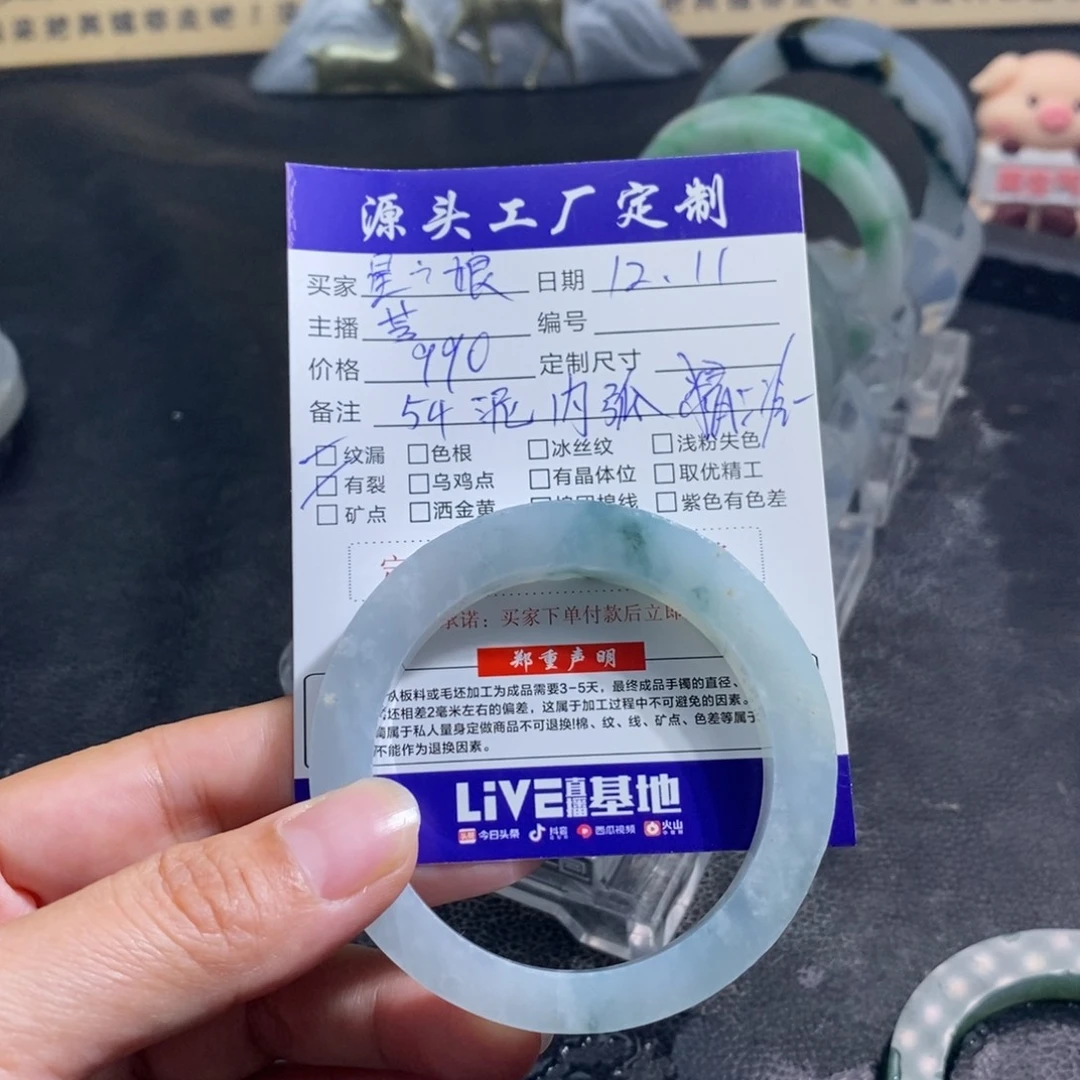 源头工厂定制
买家 星之娘 日期 12.11
主播 芸 编号
价格 990 定制尺寸
备注 54 泥 内弧
□纹漏 □色根 □冰丝纹 □浅粉失色
□有裂 □乌鸡点 □有晶体位 □取优精工
□矿点 □洒金黄 □紫色有色差
承诺：买家下单付款后立即
郑重声明
从板料或毛坯加工为成品需要3-5天，最终成品手镯的直径、
坯相差2毫米左右的偏差，这属于加工过程中不可避免的因素。
属于私人量身定做商品不可退换!棉、纹、线、矿点、色差等属于
不能作为退换因素。
LiVE直播基地
今日头条 抖音 西瓜视频 火山